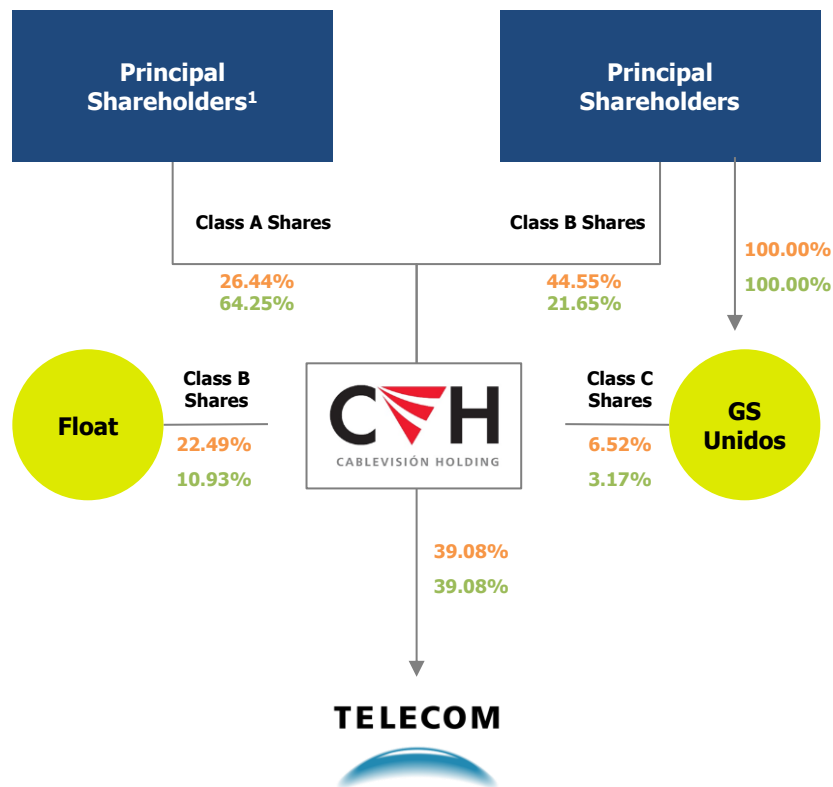 Principal
Shareholders¹
Principal
Shareholders
Class A Shares
Class B Shares
26.44%
64.25%
44.55%
21.65%
100.00%
100.00%
Float
Class B
Shares
22.49%
10.93%
CVH
CABLEVISIÓN HOLDING
Class C
Shares
6.52%
3.17%
GS
Unidos
39.08%
39.08%
TELECOM